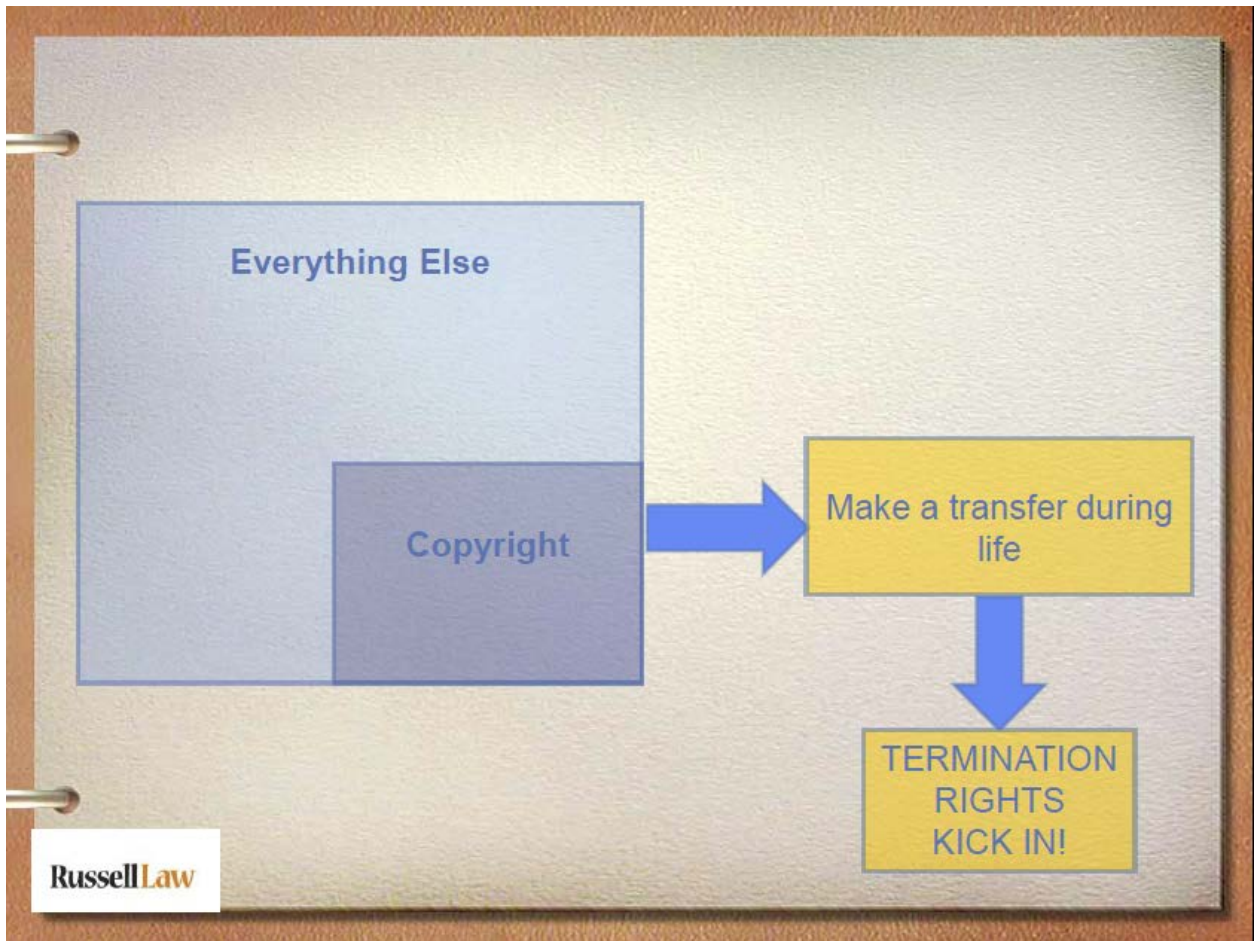 Everything Else
Copyright
Make a transfer during
life
TERMINATION
RIGHTS
KICK IN!
RussellLaw